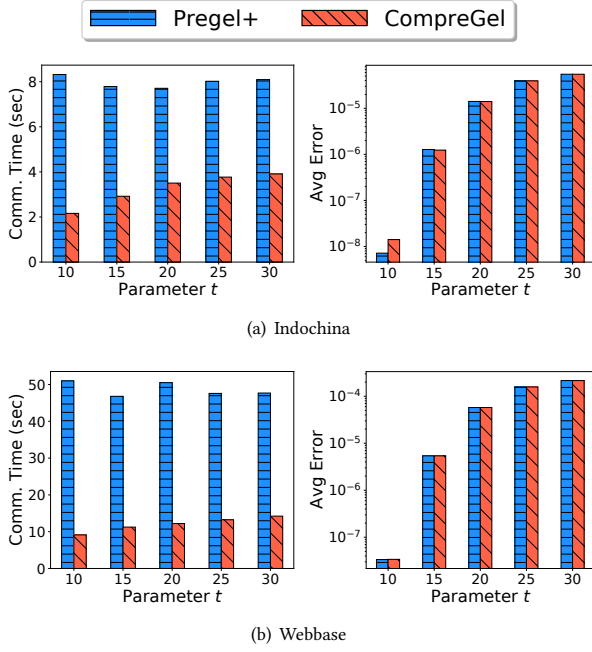 Pregel+ CompreGel
Comm. Time (sec)
8
6
4
2
0
10 15 20 25 30
Parameter t
Avg Error
10⁻⁵
10⁻⁶
10⁻⁷
10⁻⁸
10 15 20 25 30
Parameter t
(a) Indochina
Comm. Time (sec)
50
40
30
20
10
0
10 15 20 25 30
Parameter t
Avg Error
10⁻⁴
10⁻⁵
10⁻⁶
10⁻⁷
10 15 20 25 30
Parameter t
(b) Webbase